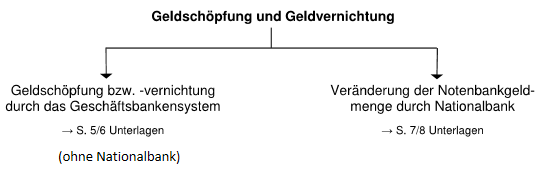 Geldschöpfung und Geldvernichtung
Geldschöpfung bzw. -vernichtung
durch das Geschäftsbankensystem
→ S. 5/6 Unterlagen
(ohne Nationalbank)
Veränderung der Notenbankgeld-
menge durch Nationalbank
→ S. 7/8 Unterlagen